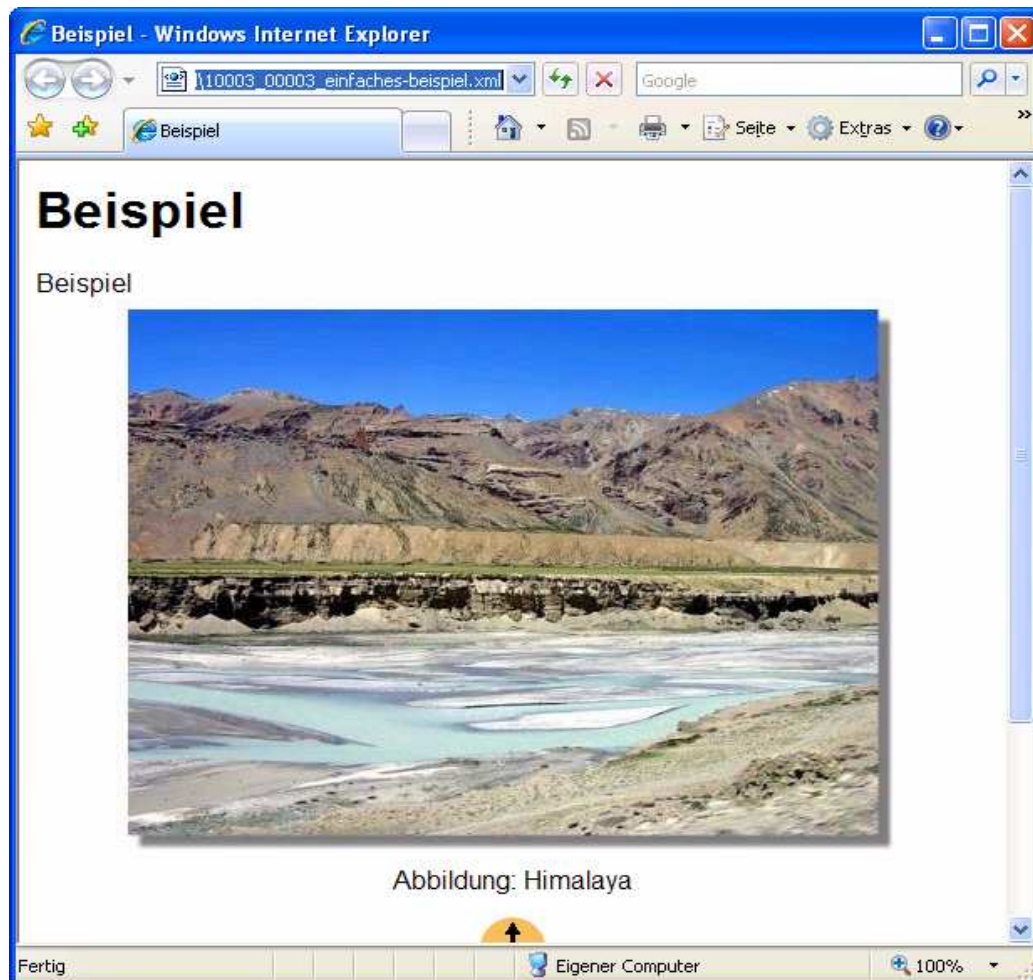 Beispiel - Windows Internet Explorer
\10003_00003_einfaches-beispiel.xml Google
Beispiel Seite Extras
Beispiel
Beispiel
Abbildung: Himalaya
Fertig Eigener Computer 100%